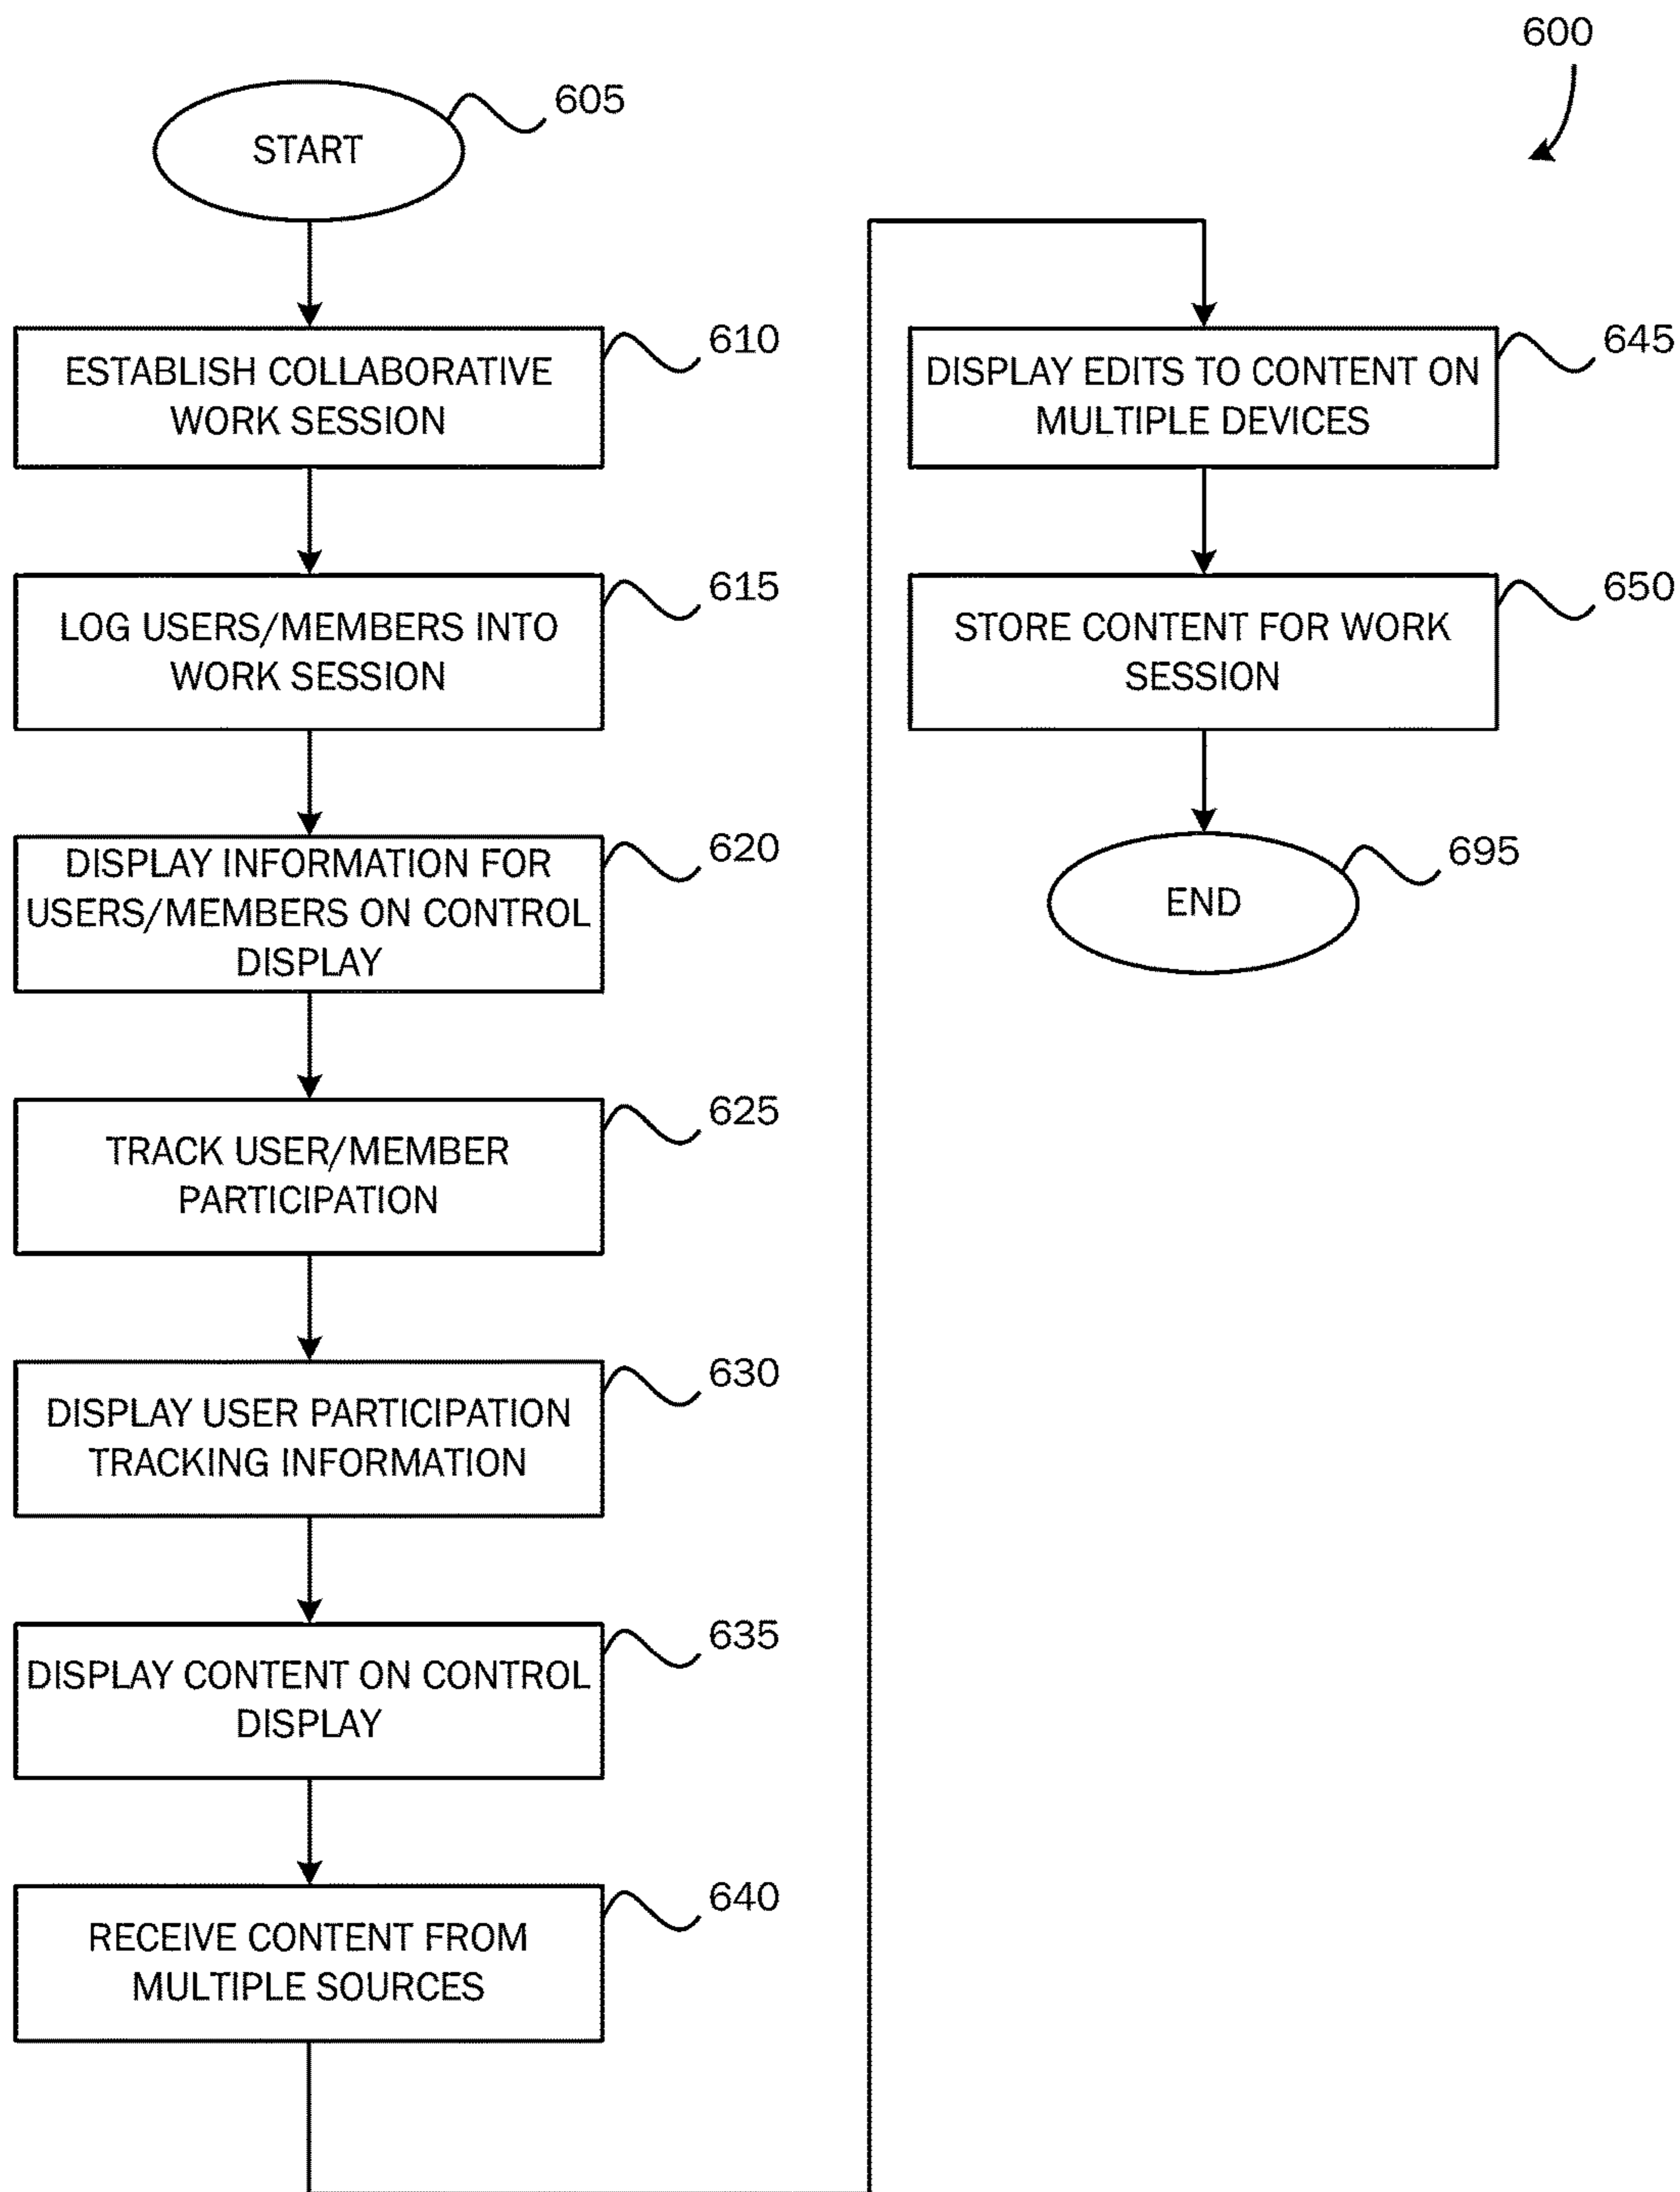 600
START
605
ESTABLISH COLLABORATIVE
WORK SESSION
610
LOG USERS/MEMBERS INTO
WORK SESSION
615
DISPLAY INFORMATION FOR
USERS/MEMBERS ON CONTROL
DISPLAY
620
TRACK USER/MEMBER
PARTICIPATION
625
DISPLAY USER PARTICIPATION
TRACKING INFORMATION
630
DISPLAY CONTENT ON CONTROL
DISPLAY
635
RECEIVE CONTENT FROM
MULTIPLE SOURCES
640
DISPLAY EDITS TO CONTENT ON
MULTIPLE DEVICES
645
STORE CONTENT FOR WORK
SESSION
650
END
695